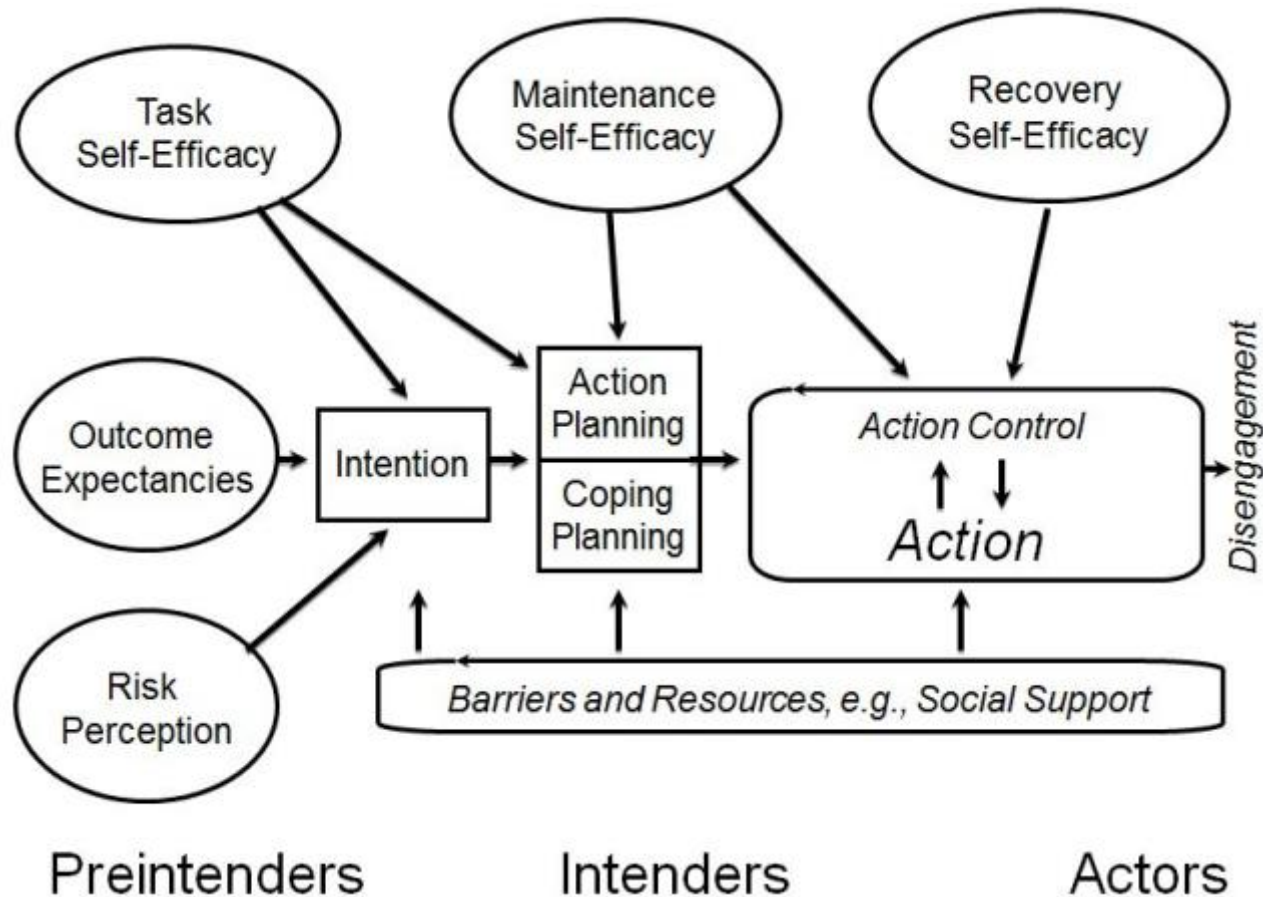 Task
Self-Efficacy
Maintenance
Self-Efficacy
Recovery
Self-Efficacy
Outcome
Expectancies
Intention
Action
Planning
Coping
Planning
Action Control
Action
Disengagement
Risk
Perception
Barriers and Resources, e.g., Social Support
Preintenders
Intenders
Actors